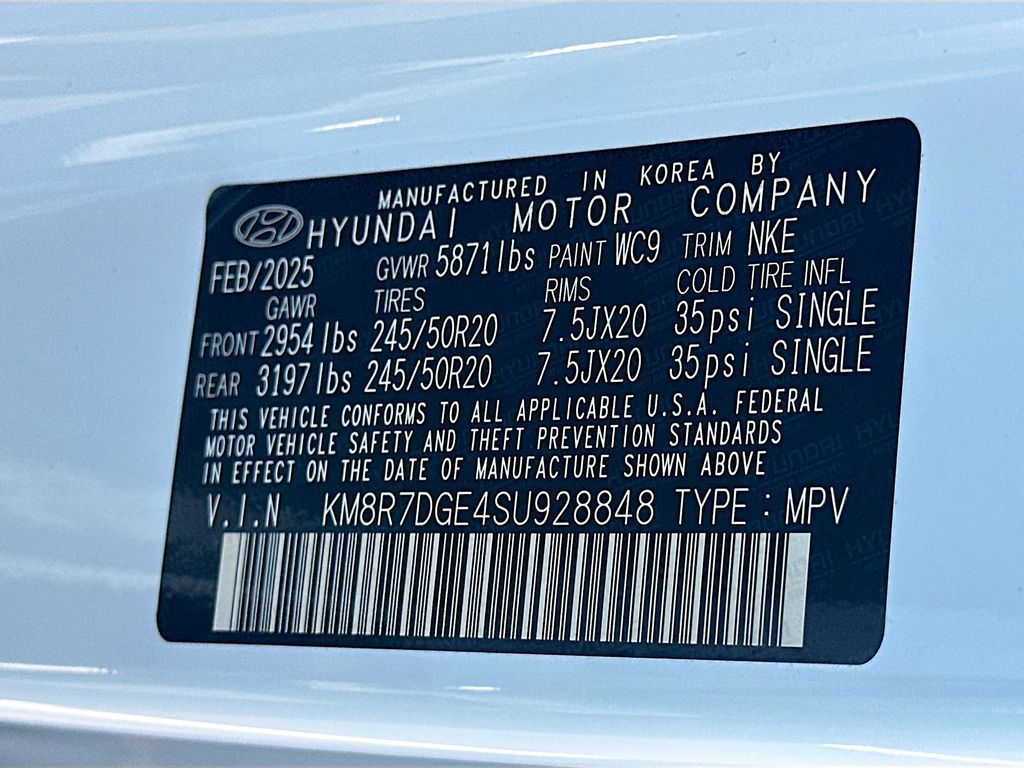 MANUFACTURED IN KOREA BY
HYUNDAI MOTOR COMPANY
FEB/2025 GVWR 5871lbs PAINT WC9 TRIM NKE
GAWR TIRES RIMS COLD TIRE INFL
FRONT 2954lbs 245/50R20 7.5JX20 35psi SINGLE
REAR 3197lbs 245/50R20 7.5JX20 35psi SINGLE
THIS VEHICLE CONFORMS TO ALL APPLICABLE U.S.A. FEDERAL
MOTOR VEHICLE SAFETY AND THEFT PREVENTION STANDARDS
IN EFFECT ON THE DATE OF MANUFACTURE SHOWN ABOVE
V.I.N KM8R7DGE4SU928848 TYPE : MPV